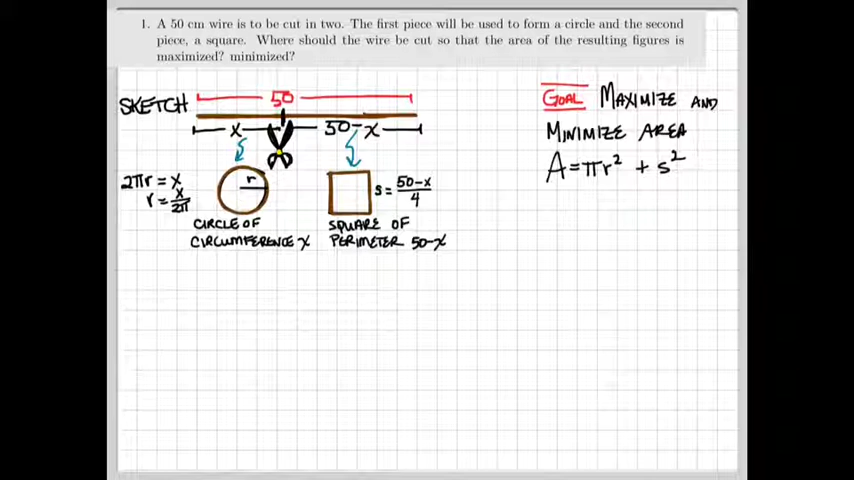 1. A 50 cm wire is to be cut in two. The first piece will be used to form a circle and the second
piece, a square. Where should the wire be cut so that the area of the resulting figures is
maximized? minimized?
SKETCH
50
x
50-x
2πr = x
r = x/2π
r
s = 50-x/4
CIRCLE OF
CIRCUMFERENCE x
SQUARE OF
PERIMETER 50-x
GOAL MAXIMIZE AND
MINIMIZE AREA
A = πr² + s²